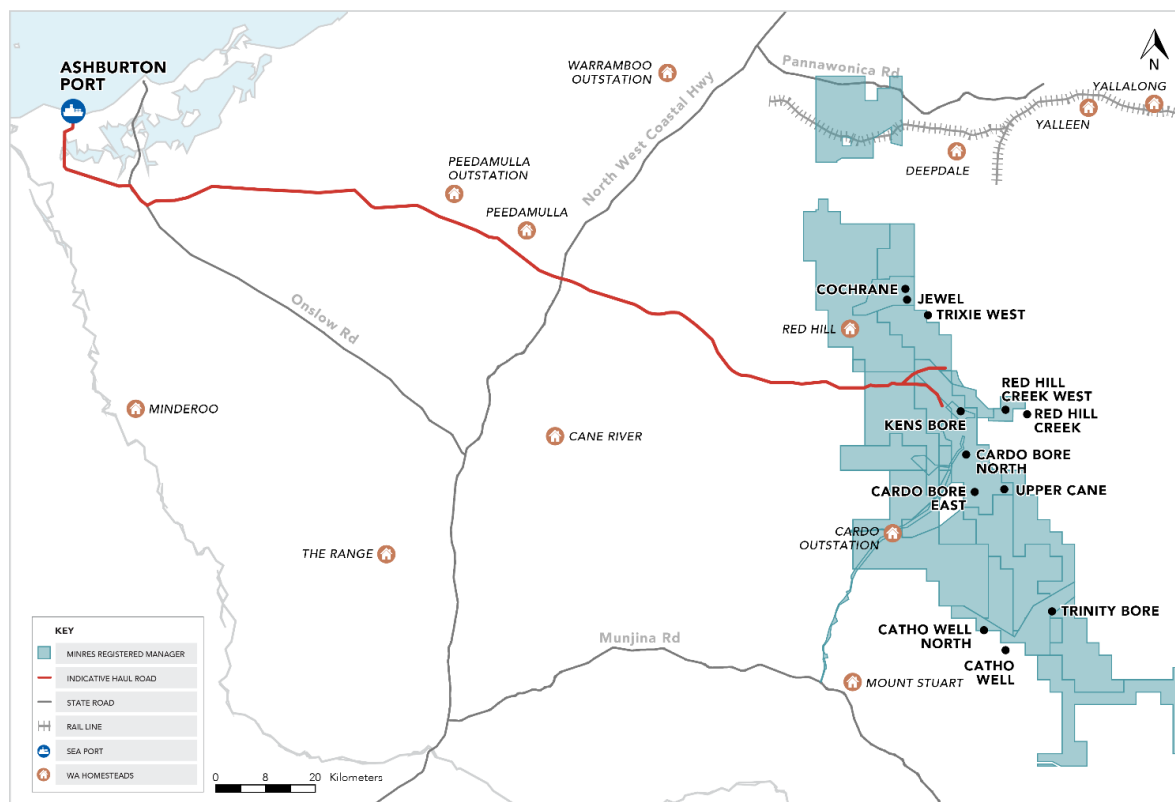 ASHBURTON
PORT
WARRAMBOO
OUTSTATION
North West Coastal Hwy
Pannawonica Rd
N
YALLALONG
YALLEEN
DEEPDALE
PEEDAMULLA
OUTSTATION
PEEDAMULLA
Onslow Rd
COCHRANE
JEWEL
TRIXIE WEST
RED HILL
RED HILL
CREEK WEST
RED HILL
CREEK
KENS BORE
MINDEROO
CANE RIVER
CARDO BORE
NORTH
CARDO BORE
EAST
UPPER CANE
CARDO
OUTSTATION
THE RANGE
TRINITY BORE
CATHO WELL
NORTH
CATHO
WELL
Munjina Rd
MOUNT STUART
KEY
MINRES REGISTERED MANAGER
INDICATIVE HAUL ROAD
STATE ROAD
RAIL LINE
SEA PORT
WA HOMESTEADS
0 8 20 Kilometers